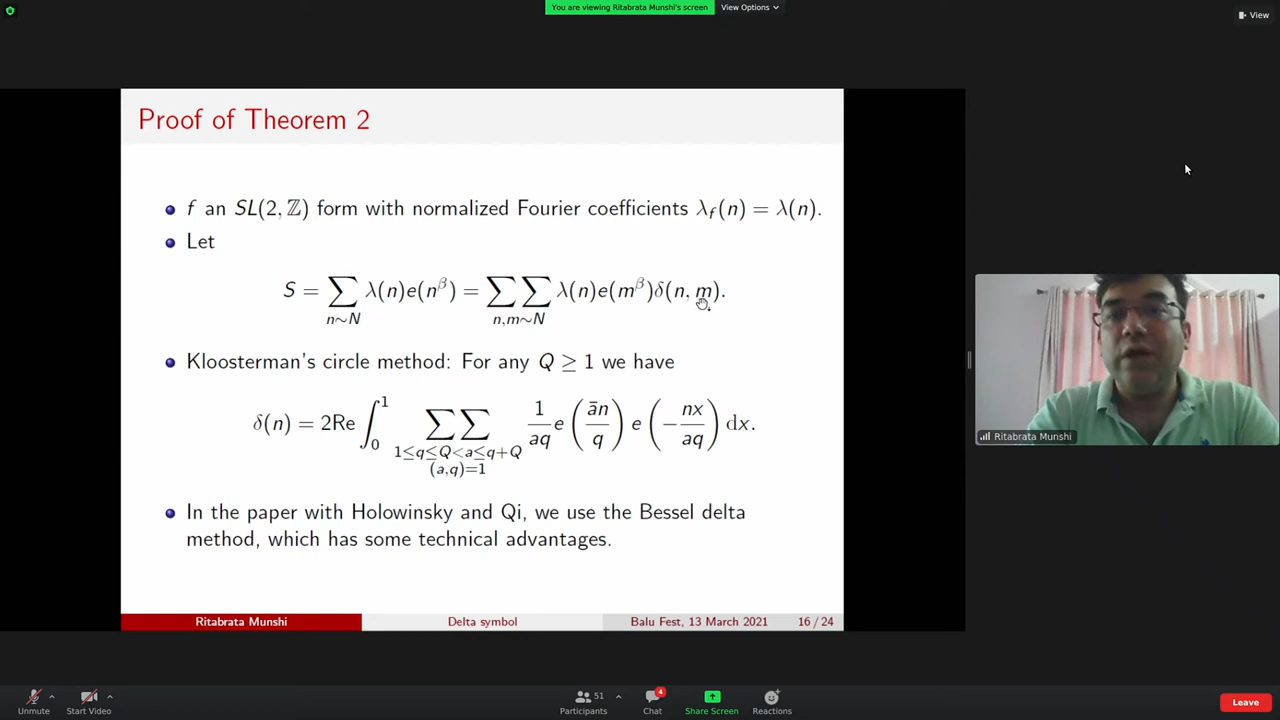 You are viewing Ritabrata Munshi's screen
View Options
View
Proof of Theorem 2
f an SL(2, ℤ) form with normalized Fourier coefficients λ_f(n) = λ(n).
Let
S = ∑_{n∼N} λ(n)e(n^β) = ∑∑_{n,m∼N} λ(n)e(m^β)δ(n, m).
Kloosterman's circle method: For any Q ≥ 1 we have
δ(n) = 2Re ∫_0^1 ∑∑_{1≤q≤Q<a≤q+Q, (a,q)=1} 1/aq e(ān/q) e(−nx/aq) dx.
In the paper with Holowinsky and Qi, we use the Bessel delta
method, which has some technical advantages.
Ritabrata Munshi
Delta symbol
Balu Fest, 13 March 2021
16 / 24
Ritabrata Munshi
Unmute
Start Video
51
Participants
4
Chat
Share Screen
Reactions
Leave